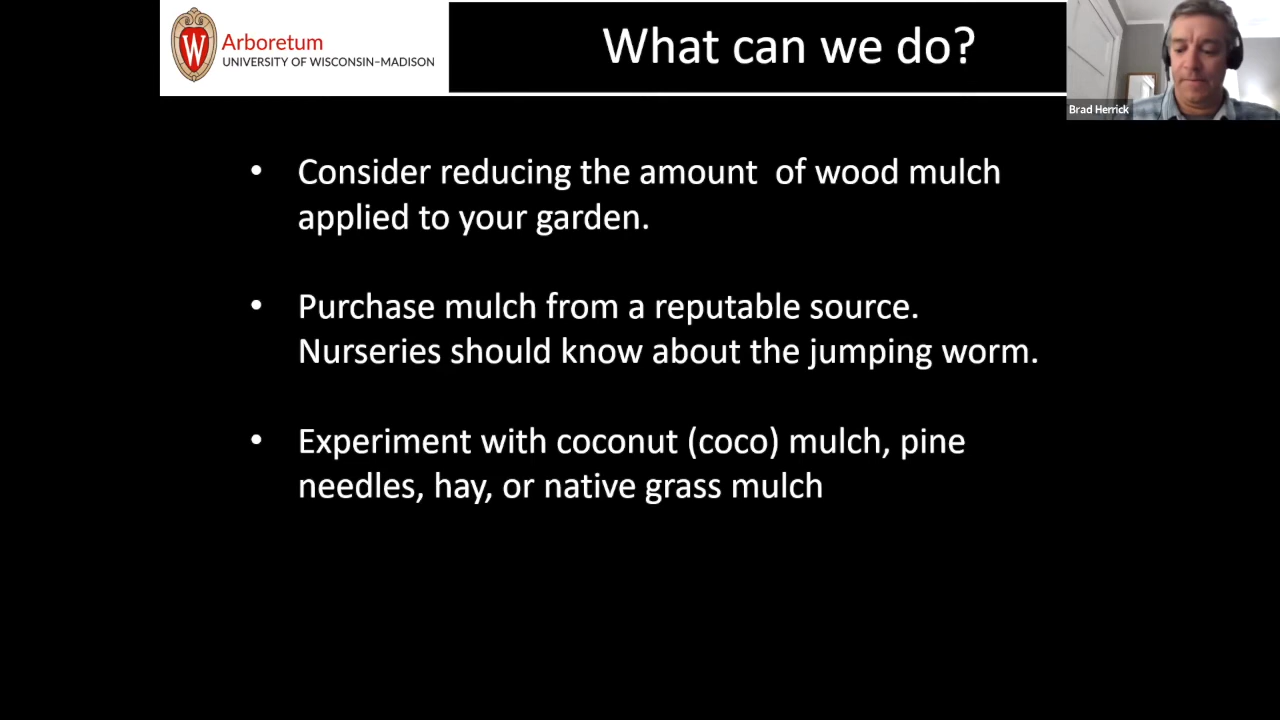 W
Arboretum
UNIVERSITY OF WISCONSIN–MADISON
What can we do?
Brad Herrick
• Consider reducing the amount of wood mulch
applied to your garden.
• Purchase mulch from a reputable source.
Nurseries should know about the jumping worm.
• Experiment with coconut (coco) mulch, pine
needles, hay, or native grass mulch